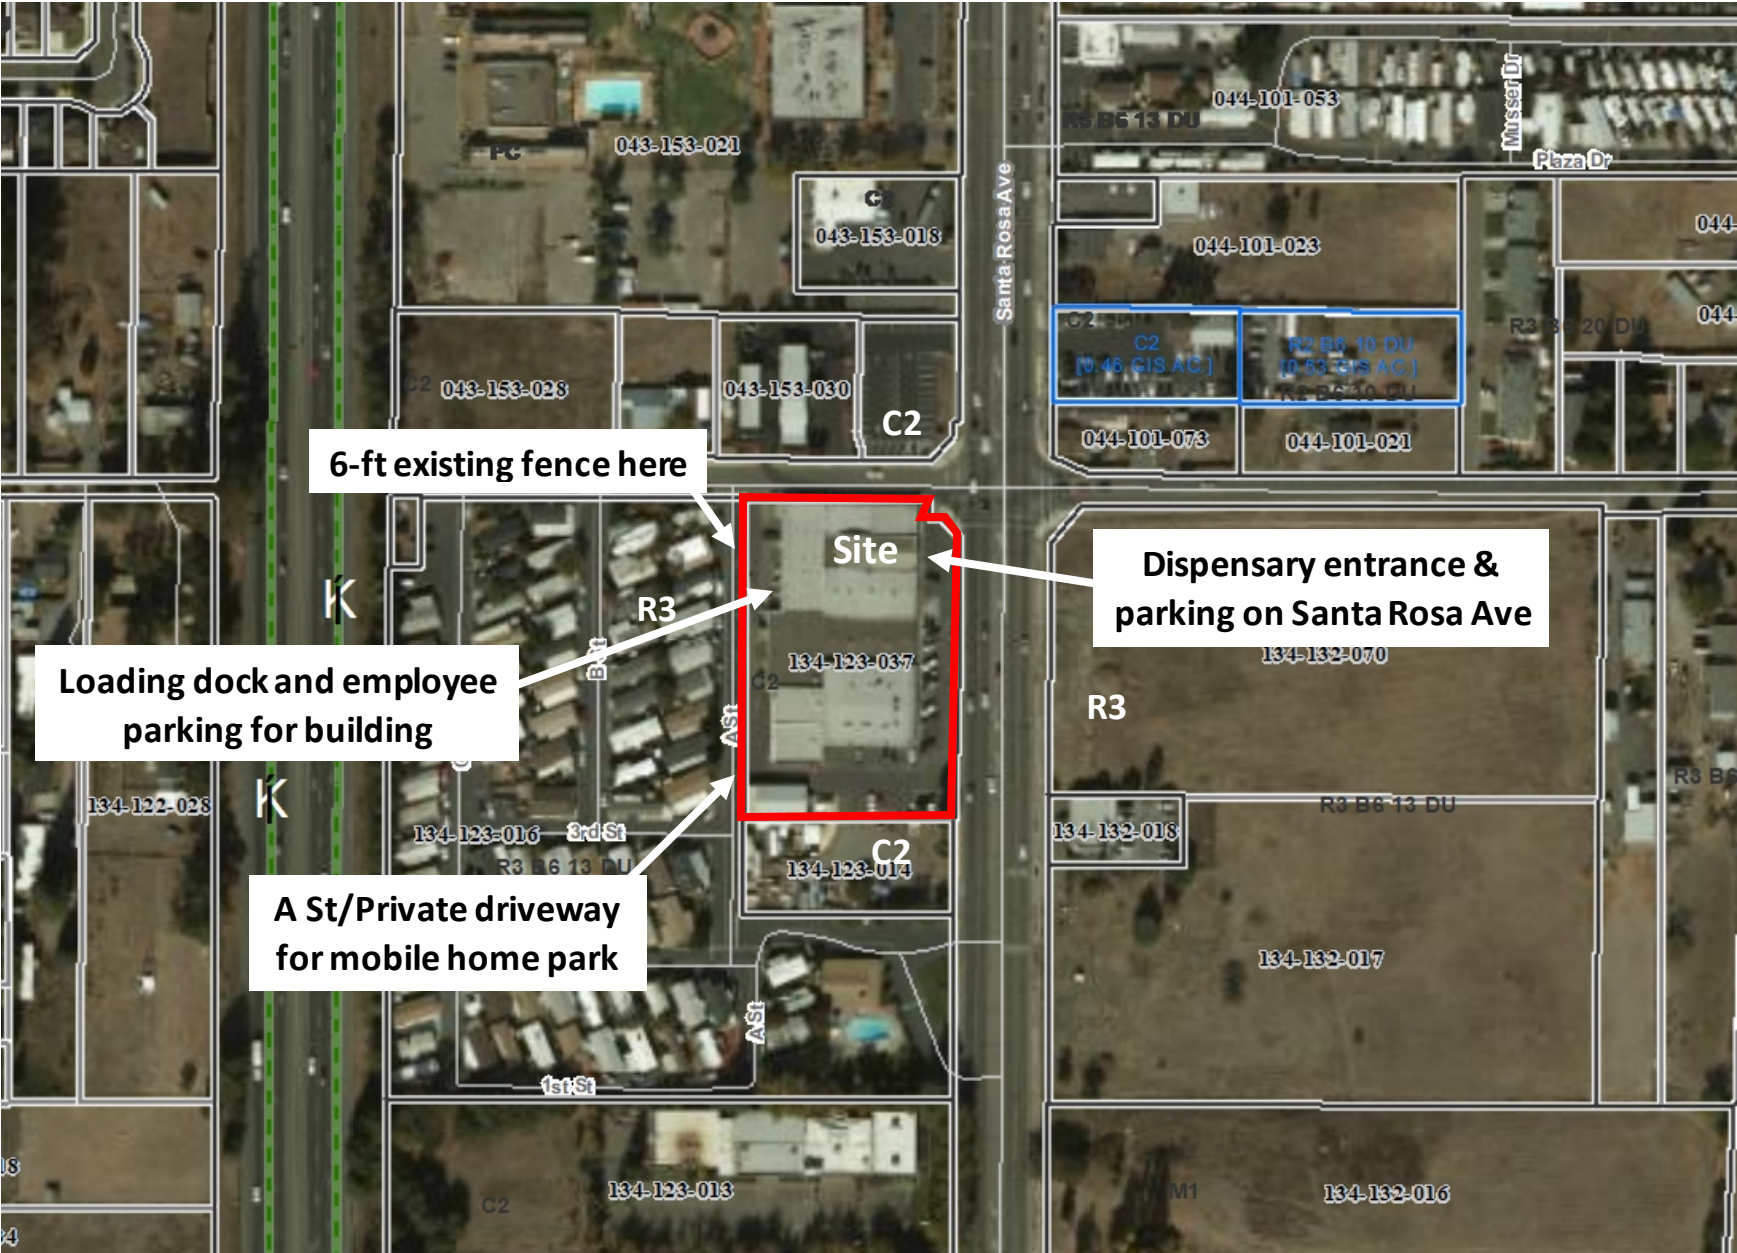 044-101-053
Musser Dr
R3 B6 13 DU
043-153-021
PC
Plaza Dr
Santa Rosa Ave
043-153-018
044-101-023
044-
044-
C2
C2
[0.46 GIS AC.]
R2 B6 10 DU
[0.53 GIS AC.]
R2 B6 10 DU
R3 B6 20 DU
C2
043-153-028
043-153-030
C2
044-101-073
044-101-021
6-ft existing fence here
Site
Dispensary entrance &
parking on Santa Rosa Ave
R3
B St
134-123-037
C2
134-132-070
Loading dock and employee
parking for building
R3
A St
R3 B6
134-122-028
R3 B6 13 DU
134-123-016
3rd St
134-132-018
C2
R3 B6 13 DU
134-123-014
A St/Private driveway
for mobile home park
134-132-017
A St
1st St
134-123-013
C2
M1
134-132-016